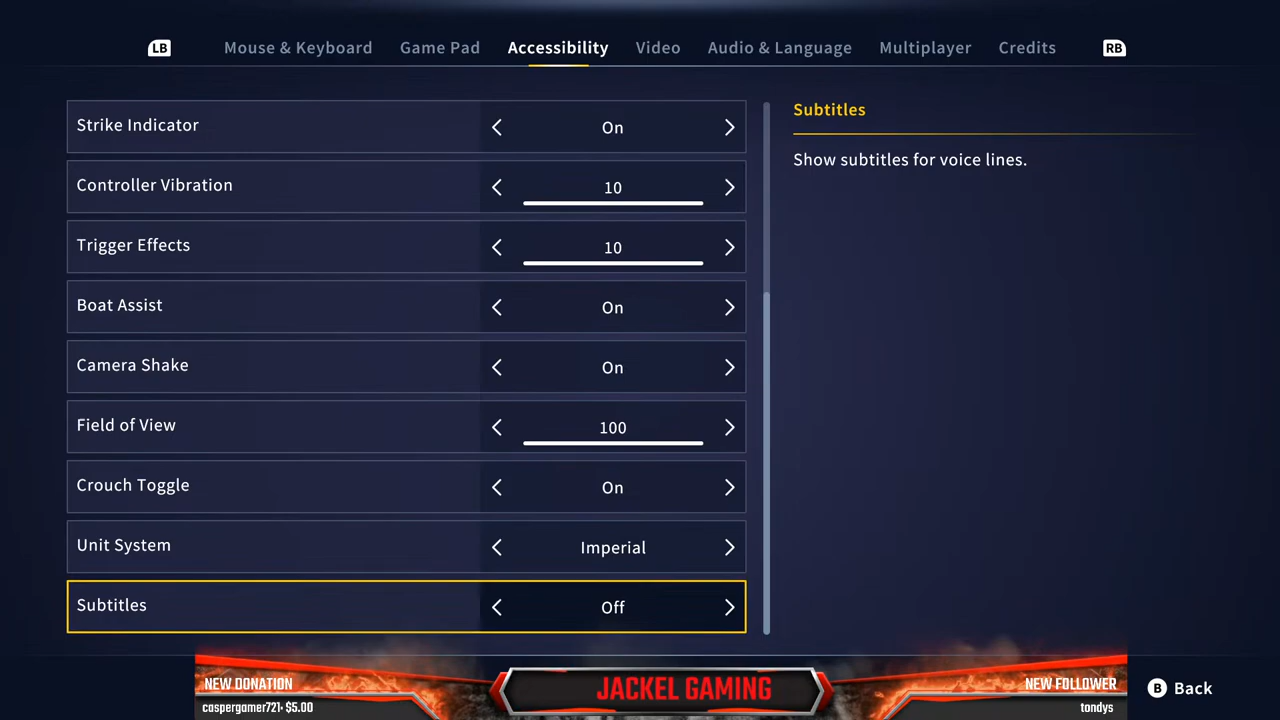 LB Mouse & Keyboard Game Pad Accessibility Video Audio & Language Multiplayer Credits RB
Strike Indicator On
Controller Vibration 10
Trigger Effects 10
Boat Assist On
Camera Shake On
Field of View 100
Crouch Toggle On
Unit System Imperial
Subtitles Off
Subtitles
Show subtitles for voice lines.
NEW DONATION
caspergamer721- $5.00
JACKEL GAMING
NEW FOLLOWER
tondys
B Back